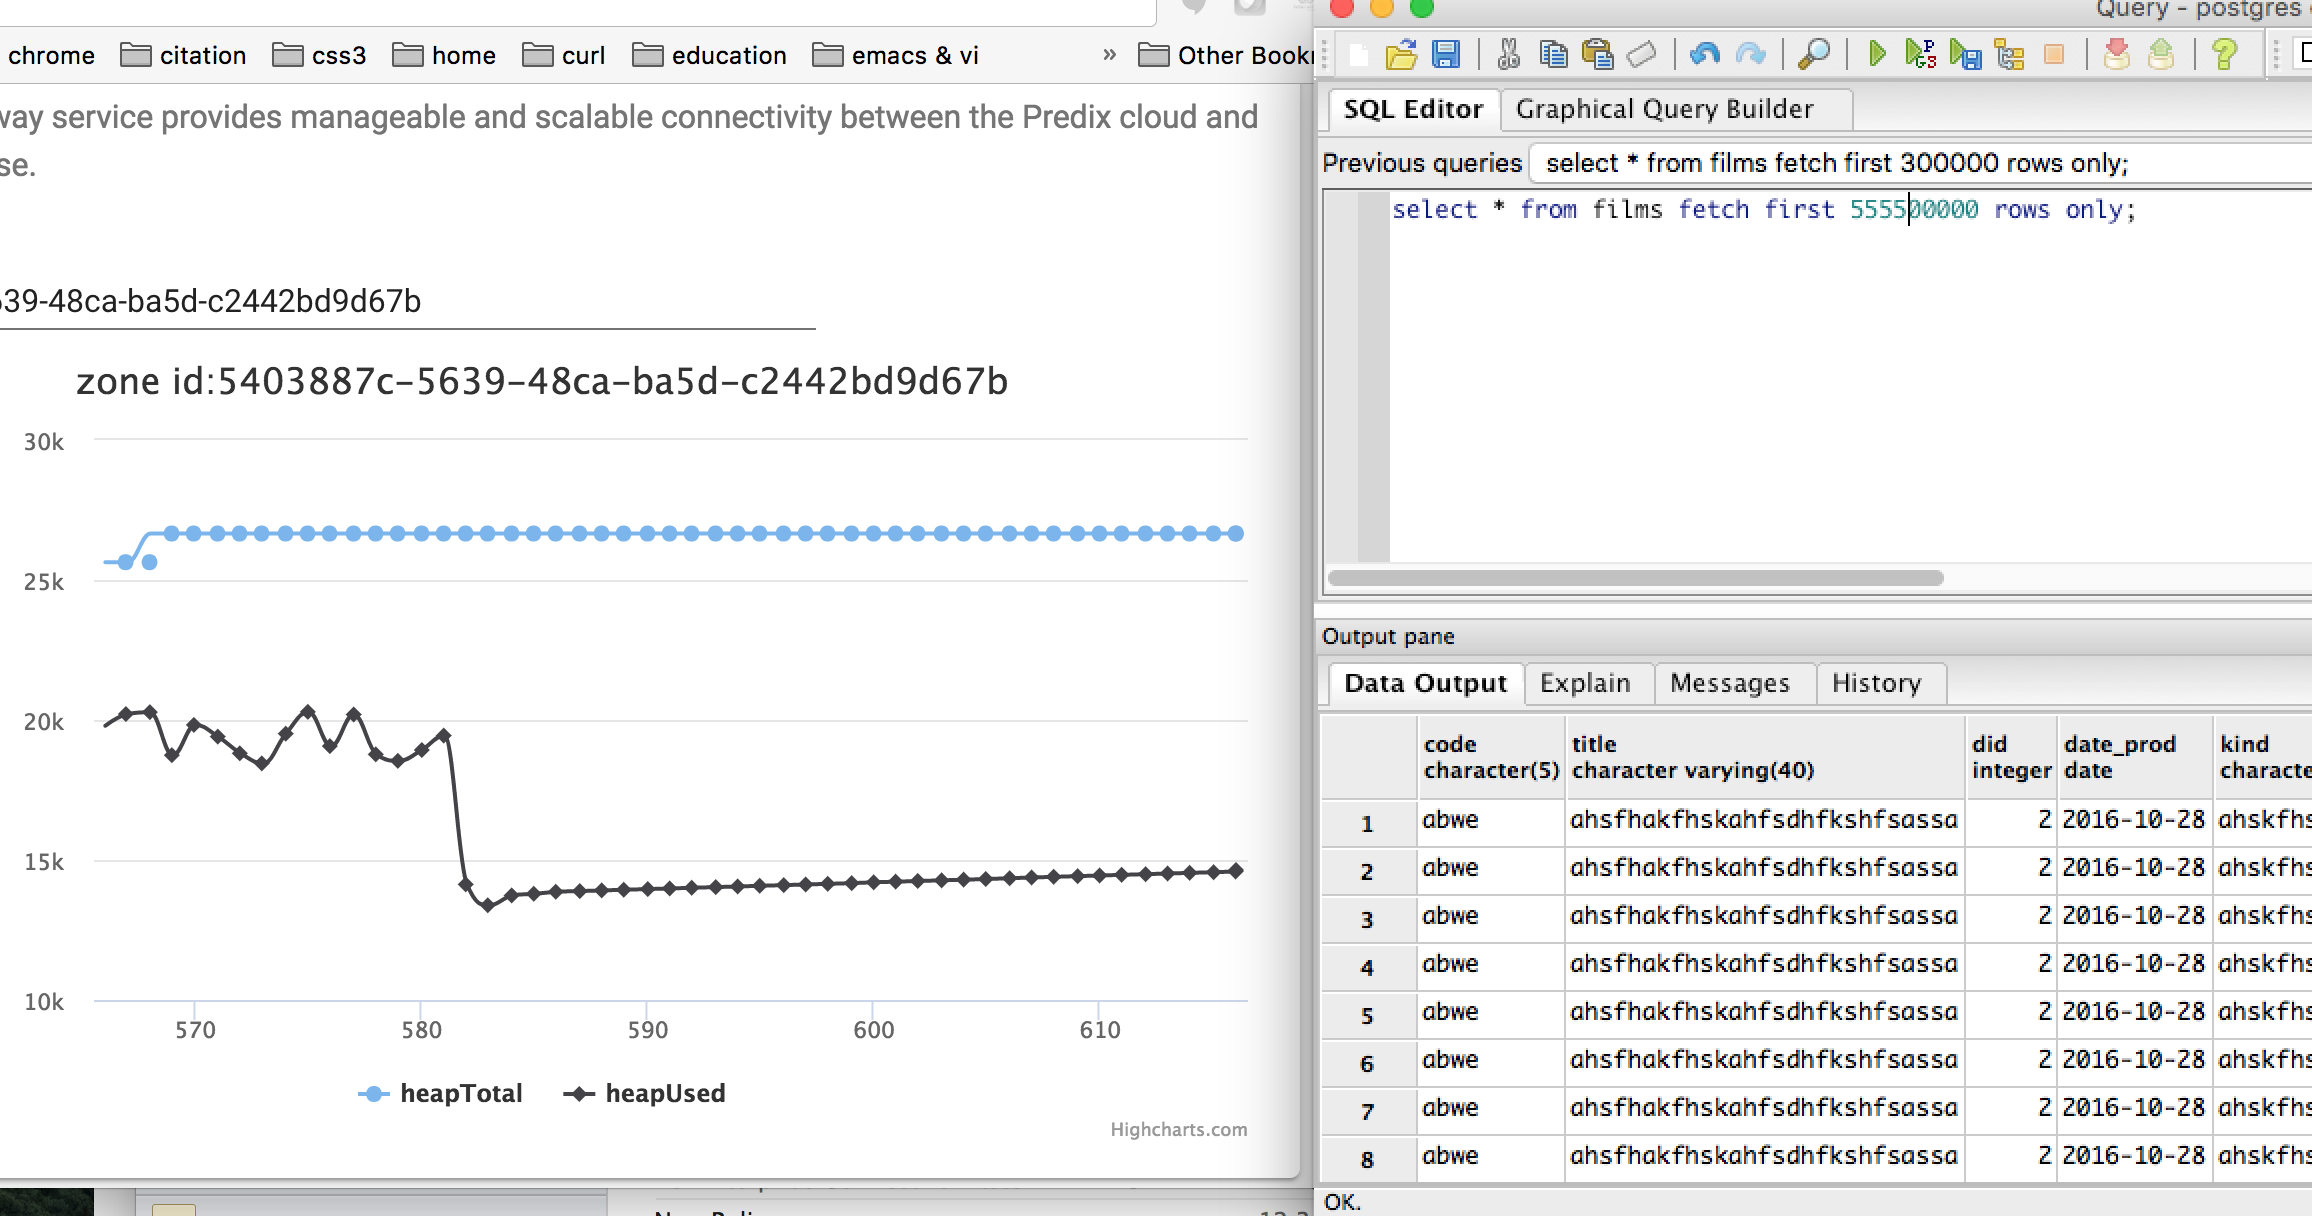 chrome citation css3 home curl education emacs & vi » Other Book
way service provides manageable and scalable connectivity between the Predix cloud and
se.
39-48ca-ba5d-c2442bd9d67b
zone id:5403887c-5639-48ca-ba5d-c2442bd9d67b
30k
25k
20k
15k
10k
570 580 590 600 610
heapTotal heapUsed
Highcharts.com
Query - postgres
SQL Editor Graphical Query Builder
Previous queries select * from films fetch first 300000 rows only;
select * from films fetch first 555500000 rows only;
Output pane
Data Output Explain Messages History
code title did date_prod kind
character(5) character varying(40) integer date characte
1 abwe ahsfhakfhskahfsdhfkshfsassa 2 2016-10-28 ahskfhs
2 abwe ahsfhakfhskahfsdhfkshfsassa 2 2016-10-28 ahskfhs
3 abwe ahsfhakfhskahfsdhfkshfsassa 2 2016-10-28 ahskfhs
4 abwe ahsfhakfhskahfsdhfkshfsassa 2 2016-10-28 ahskfhs
5 abwe ahsfhakfhskahfsdhfkshfsassa 2 2016-10-28 ahskfhs
6 abwe ahsfhakfhskahfsdhfkshfsassa 2 2016-10-28 ahskfhs
7 abwe ahsfhakfhskahfsdhfkshfsassa 2 2016-10-28 ahskfhs
8 abwe ahsfhakfhskahfsdhfkshfsassa 2 2016-10-28 ahskfhs
OK.